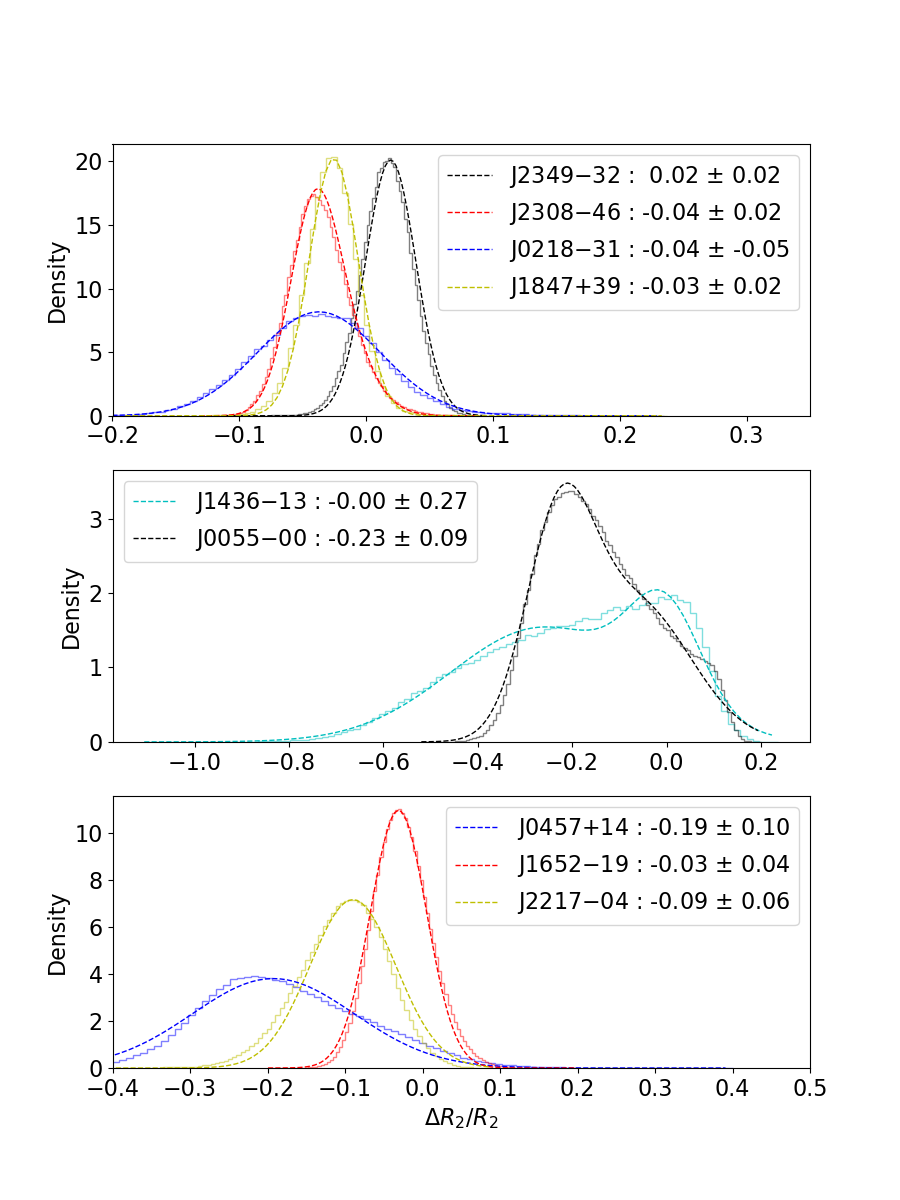 Density
20
15
10
5
0
J2349−32 :  0.02 ± 0.02
J2308−46 : -0.04 ± 0.02
J0218−31 : -0.04 ± -0.05
J1847+39 : -0.03 ± 0.02
−0.2 −0.1 0.0 0.1 0.2 0.3
Density
3
2
1
0
J1436−13 : -0.00 ± 0.27
J0055−00 : -0.23 ± 0.09
−1.0 −0.8 −0.6 −0.4 −0.2 0.0 0.2
Density
10
8
6
4
2
0
J0457+14 : -0.19 ± 0.10
J1652−19 : -0.03 ± 0.04
J2217−04 : -0.09 ± 0.06
−0.4 −0.3 −0.2 −0.1 0.0 0.1 0.2 0.3 0.4 0.5
ΔR₂/R₂